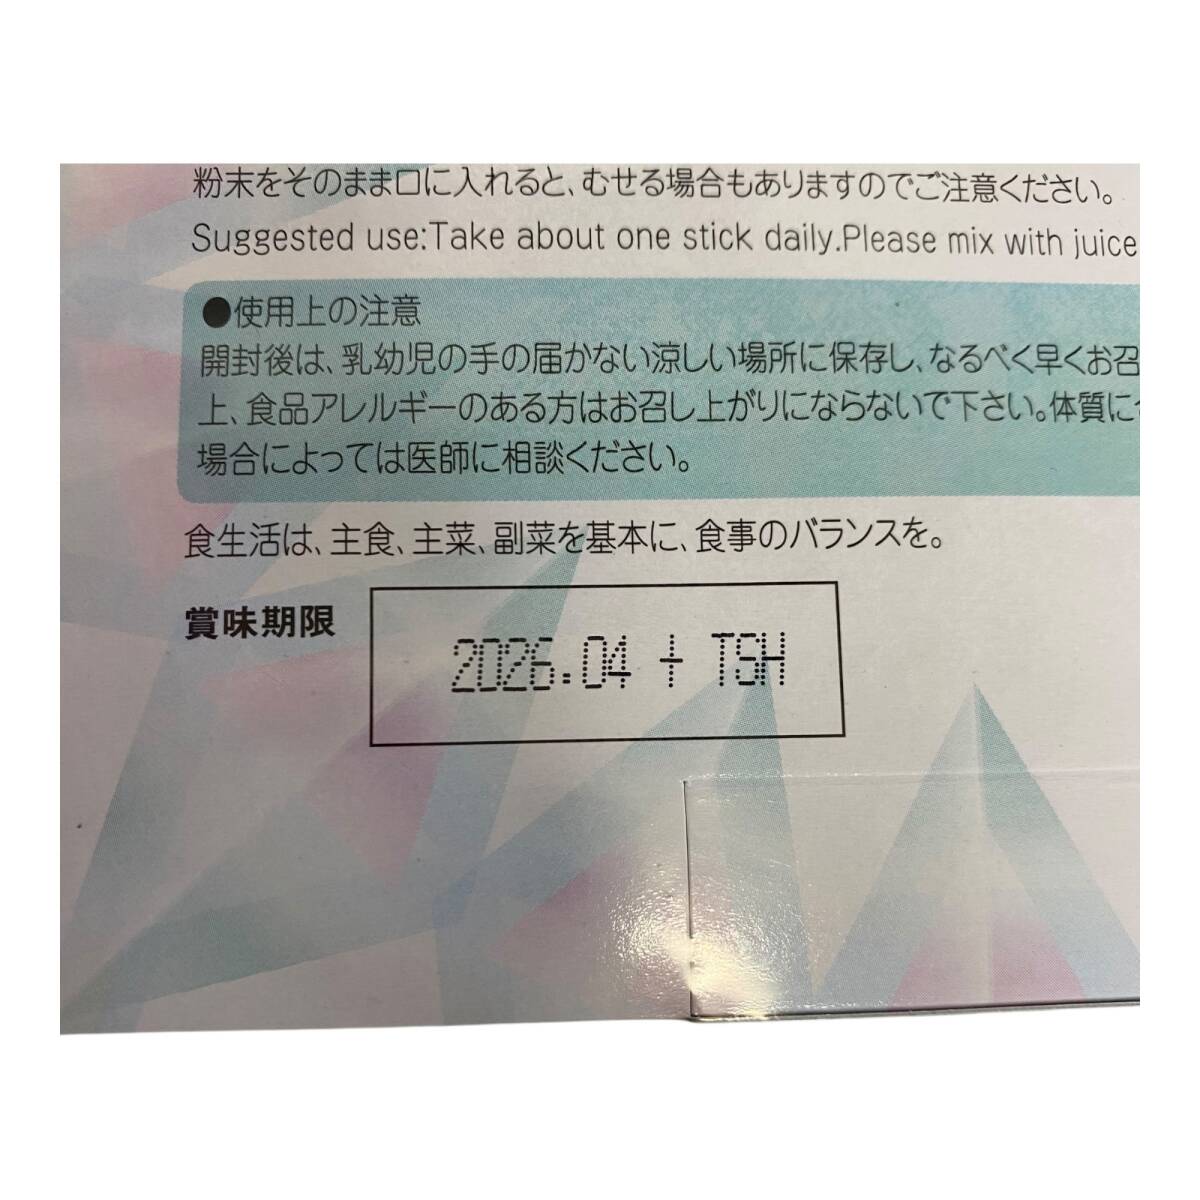 粉末をそのまま口に入れると、むせる場合もありますのでご注意ください。
Suggested use:Take about one stick daily.Please mix with juice
●使用上の注意
開封後は、乳幼児の手の届かない涼しい場所に保存し、なるべく早くお召
上、食品アレルギーのある方はお召し上がりにならないで下さい。体質に
場合によっては医師に相談ください。
食生活は、主食、主菜、副菜を基本に、食事のバランスを。
賞味期限
2026.04 + TSH